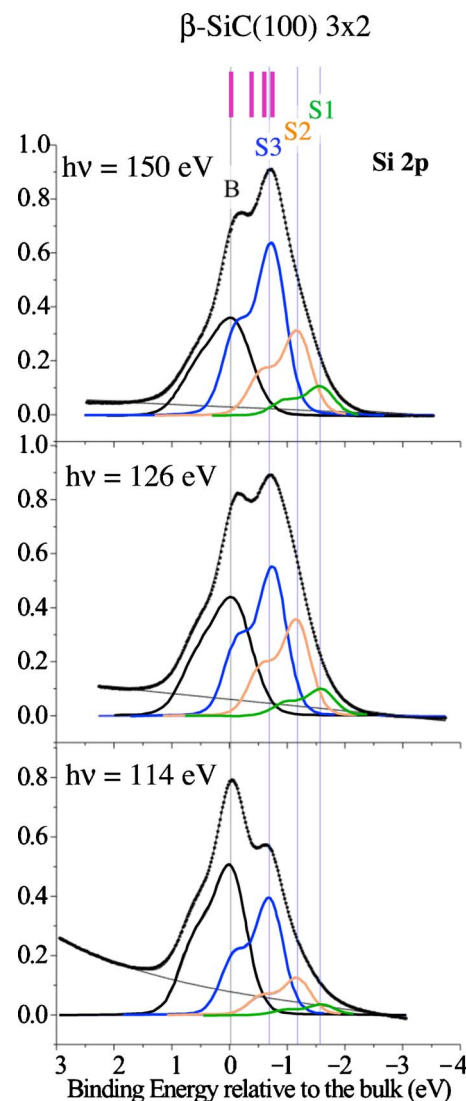 β-SiC(100) 3x2
S1
S2
S3
B
Si 2p
hν = 150 eV
1.0
0.8
0.6
0.4
0.2
0.0
hν = 126 eV
1.0
0.8
0.6
0.4
0.2
0.0
hν = 114 eV
0.8
0.6
0.4
0.2
0.0
3 2 1 0 -1 -2 -3 -4
Binding Energy relative to the bulk (eV)